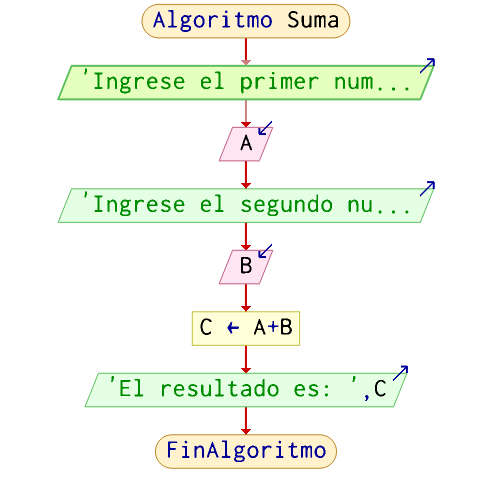 Algoritmo Suma
'Ingrese el primer num...
A
'Ingrese el segundo nu...
B
C ← A+B
'El resultado es: ',C
FinAlgoritmo